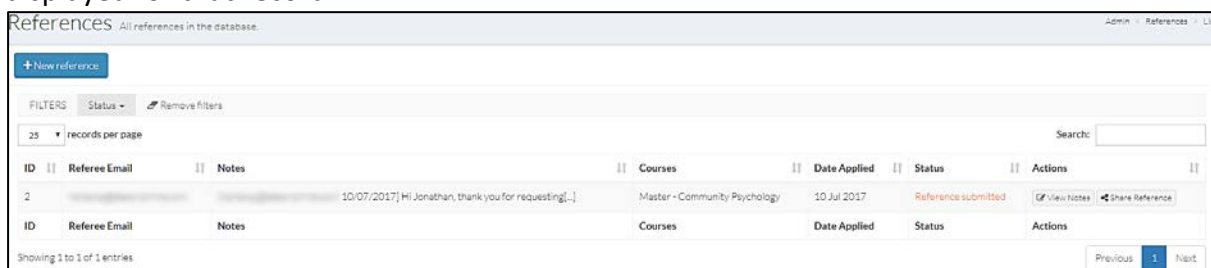 References All references in the database.
Admin > References > Li
+ New reference
FILTERS Status Remove filters
25 records per page
Search:
ID Referee Email Notes Courses Date Applied Status Actions
2 10/07/2017] Hi Jonathan, thank you for requesting[...] Master - Community Psychology 10 Jul 2017 Reference submitted View Notes Share Reference
ID Referee Email Notes Courses Date Applied Status Actions
Showing 1 to 1 of 1 entries
Previous 1 Next